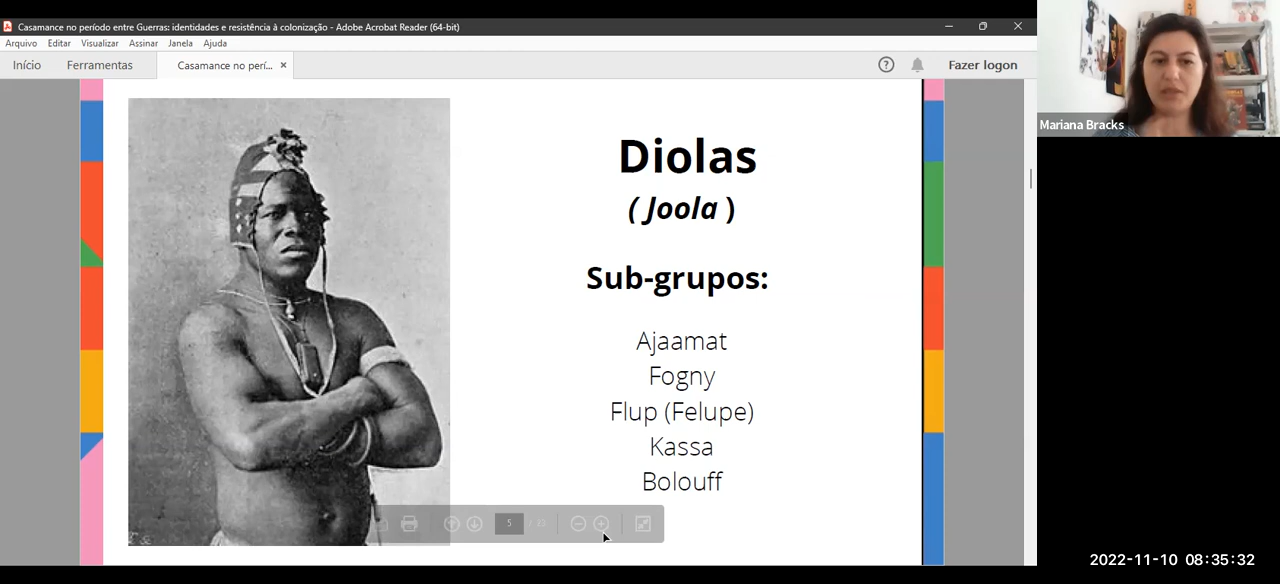 Casamance no período entre Guerras: identidades e resistência à colonização - Adobe Acrobat Reader (64-bit)
Arquivo Editar Visualizar Assinar Janela Ajuda
Início Ferramentas Casamance no perí... × Fazer logon
Mariana Bracks
Diolas
( Joola )
Sub-grupos:
Ajaamat
Fogny
Flup (Felupe)
Kassa
Bolouff
5 / 23
2022-11-10 08:35:32